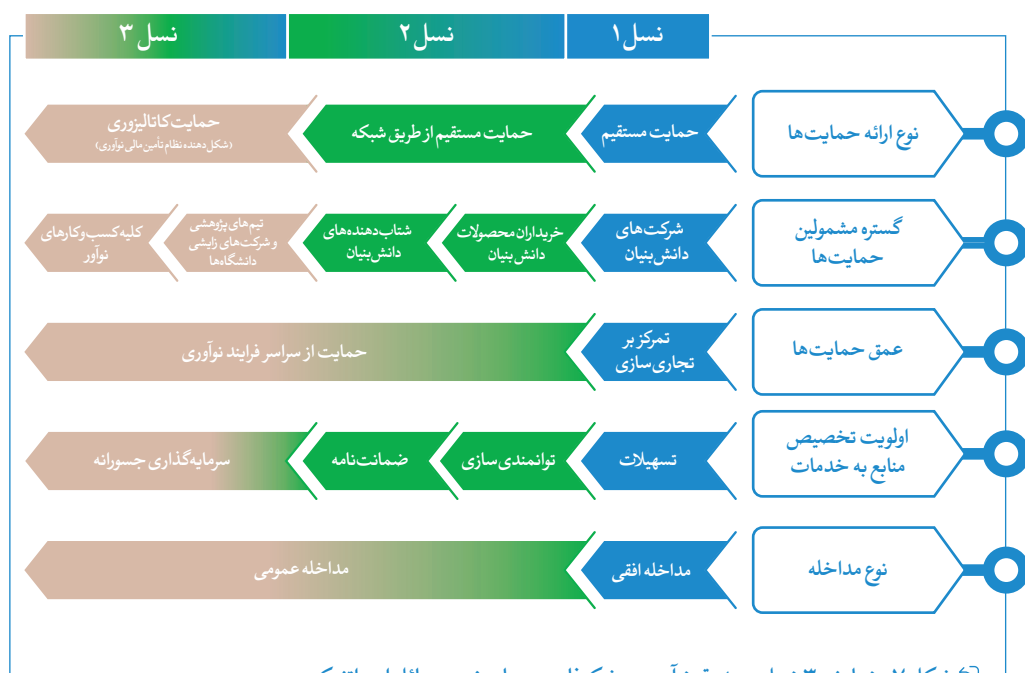 نسل ۱
نسل ۲
نسل ۳
نوع ارائه حمایت‌ها
حمایت مستقیم
حمایت مستقیم از طریق شبکه
حمایت کاتالیزوری
(شکل‌دهنده نظام تأمین مالی نوآوری)
گستره مشمولین
حمایت‌ها
شرکت‌های
دانش‌بنیان
خریداران محصولات
دانش‌بنیان
شتاب‌دهنده‌های
دانش‌بنیان
تیم‌های پژوهشی
و شرکت‌های زایشی
دانشگاه‌ها
کلیه کسب‌وکارهای
نوآور
عمق حمایت‌ها
تمرکز بر
تجاری‌سازی
حمایت از سراسر فرایند نوآوری
اولویت تخصیص
منابع به خدمات
تسهیلات
توانمندی‌سازی
ضمانت‌نامه
سرمایه‌گذاری جسورانه
نوع مداخله
مداخله افقی
مداخله عمومی